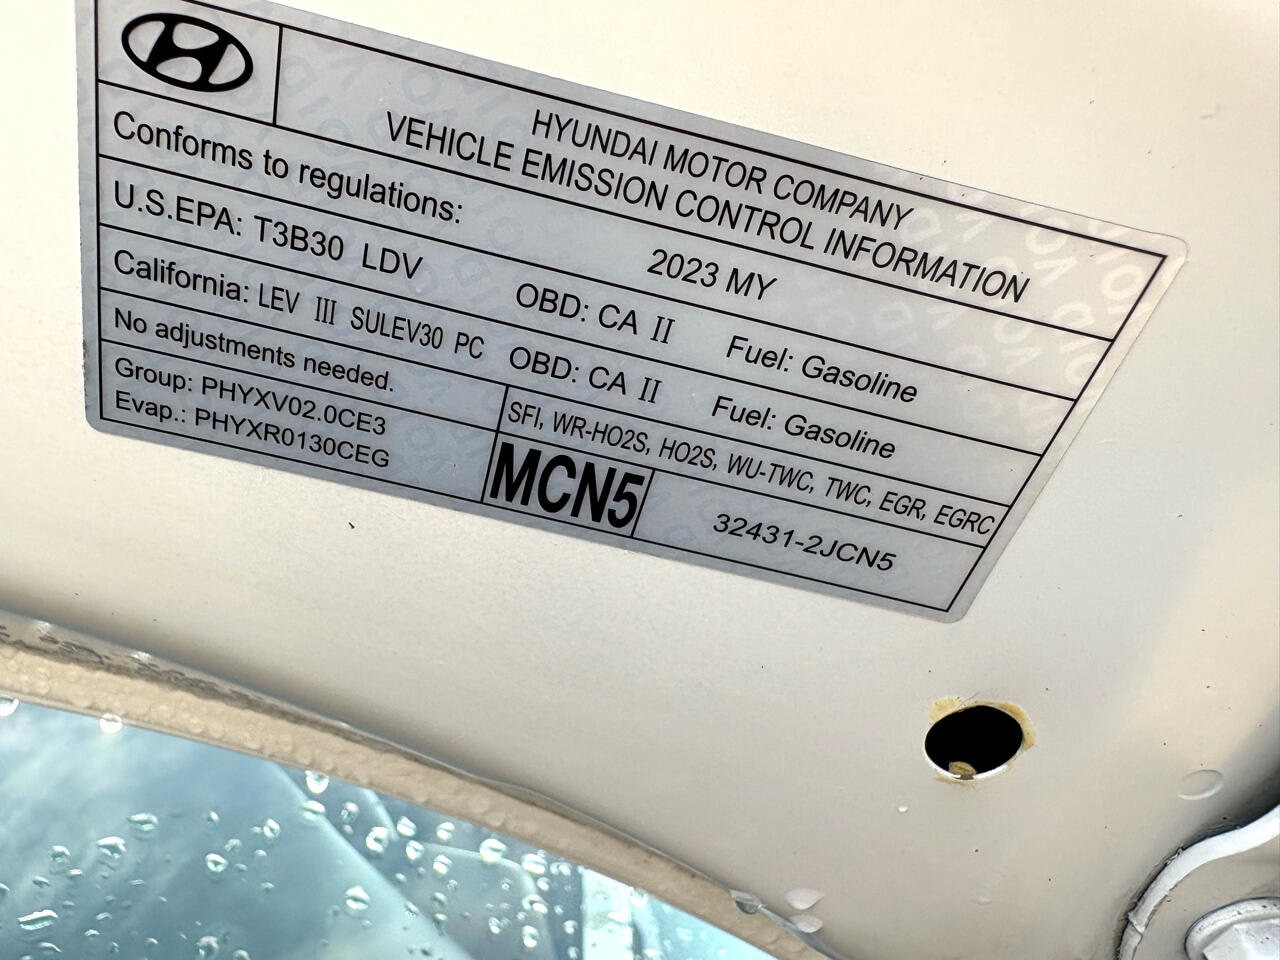 HYUNDAI MOTOR COMPANY
VEHICLE EMISSION CONTROL INFORMATION
Conforms to regulations: 2023 MY
U.S.EPA: T3B30 LDV OBD: CA II Fuel: Gasoline
California: LEV III SULEV30 PC OBD: CA II Fuel: Gasoline
No adjustments needed. SFI, WR-HO2S, HO2S, WU-TWC, TWC, EGR, EGRC
Group: PHYXV02.0CE3
Evap.: PHYXR0130CEG
MCN5 32431-2JCN5